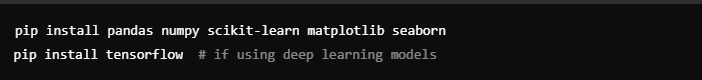 pip install pandas numpy scikit-learn matplotlib seaborn
pip install tensorflow  # if using deep learning models